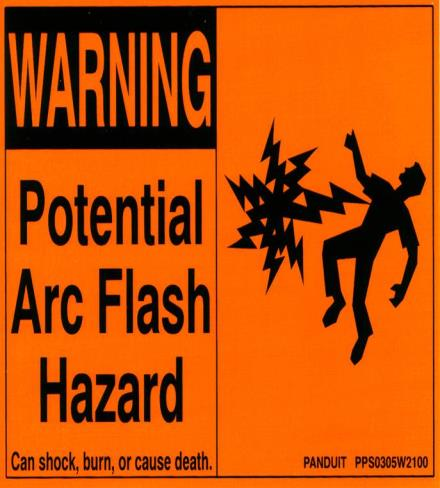 WARNING
Potential
Arc Flash
Hazard
Can shock, burn, or cause death.
PANDUIT PPS0305W2100